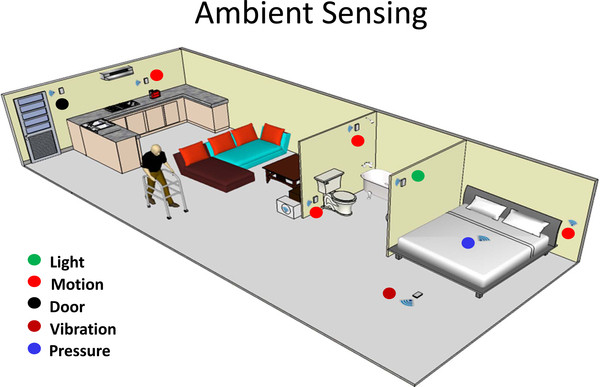 Ambient Sensing
Light
Motion
Door
Vibration
Pressure